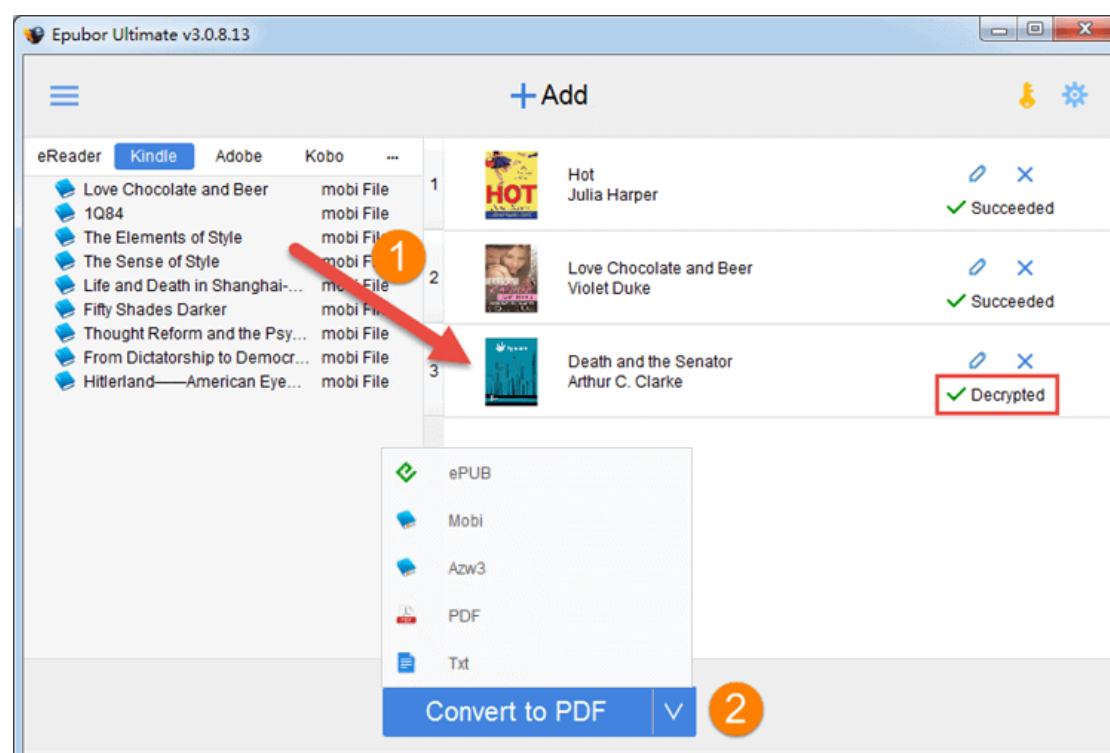 Epubor Ultimate v3.0.8.13
Add
eReader Kindle Adobe Kobo ...
Love Chocolate and Beer mobi File
1Q84 mobi File
The Elements of Style mobi File
The Sense of Style mobi File
Life and Death in Shanghai-... mobi File
Fifty Shades Darker mobi File
Thought Reform and the Psy... mobi File
From Dictatorship to Democr... mobi File
Hitlerland——American Eye... mobi File
1
1
HOT
Hot
Julia Harper
Succeeded
2
Love Chocolate and Beer
Violet Duke
Succeeded
3
Death and the Senator
Arthur C. Clarke
Decrypted
ePUB
Mobi
Azw3
PDF
Txt
Convert to PDF
2